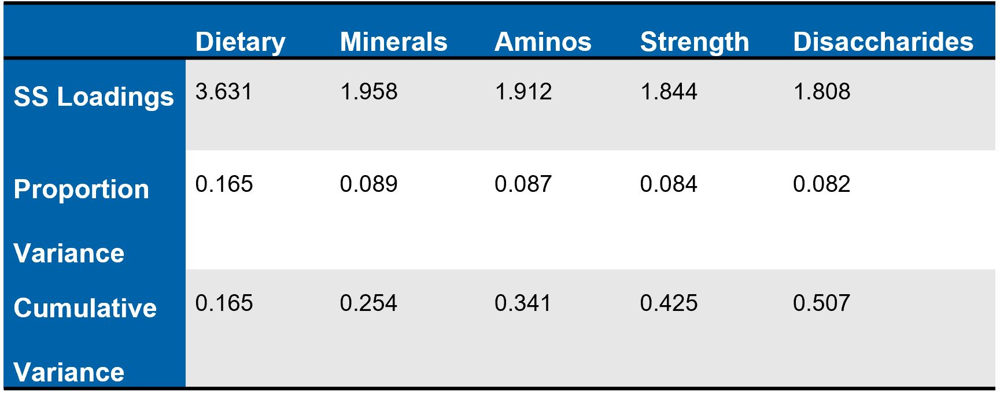 Dietary Minerals Aminos Strength Disaccharides
SS Loadings 3.631 1.958 1.912 1.844 1.808
Proportion 0.165 0.089 0.087 0.084 0.082
Variance
Cumulative 0.165 0.254 0.341 0.425 0.507
Variance